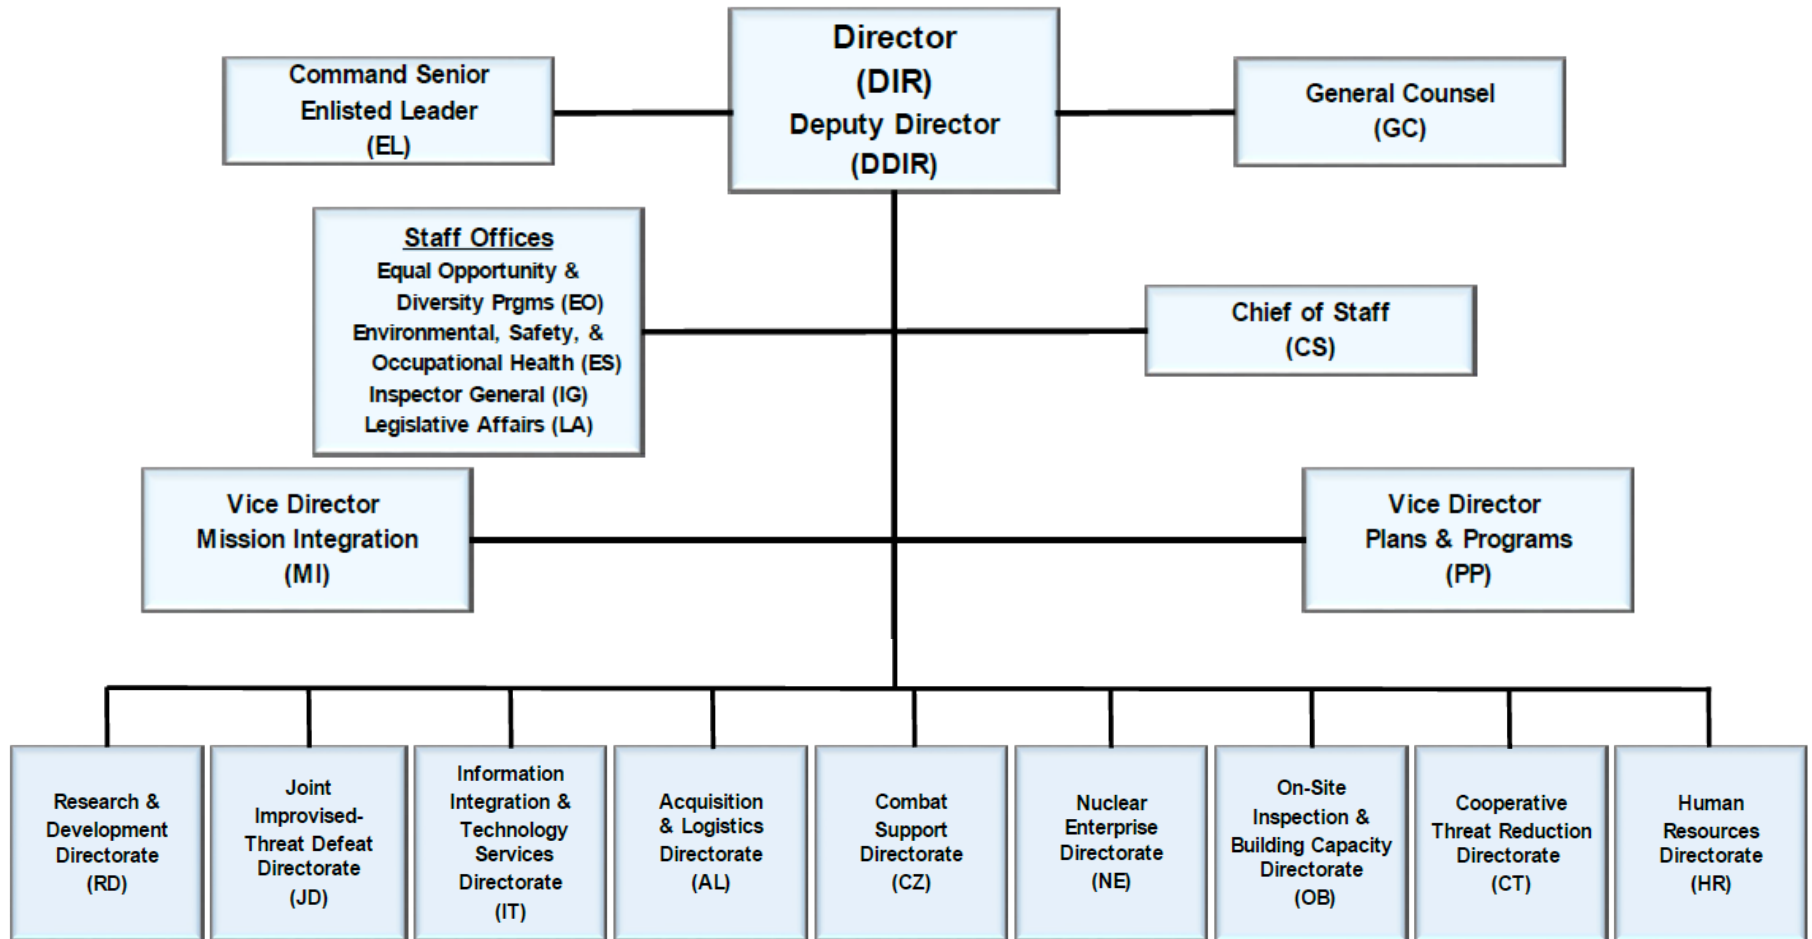 Director
(DIR)
Deputy Director
(DDIR)
Command Senior
Enlisted Leader
(EL)
General Counsel
(GC)
Staff Offices
Equal Opportunity &
Diversity Prgms (EO)
Environmental, Safety, &
Occupational Health (ES)
Inspector General (IG)
Legislative Affairs (LA)
Chief of Staff
(CS)
Vice Director
Mission Integration
(MI)
Vice Director
Plans & Programs
(PP)
Research &
Development
Directorate
(RD)
Joint
Improvised-
Threat Defeat
Directorate
(JD)
Information
Integration &
Technology
Services
Directorate
(IT)
Acquisition
& Logistics
Directorate
(AL)
Combat
Support
Directorate
(CZ)
Nuclear
Enterprise
Directorate
(NE)
On-Site
Inspection &
Building Capacity
Directorate
(OB)
Cooperative
Threat Reduction
Directorate
(CT)
Human
Resources
Directorate
(HR)